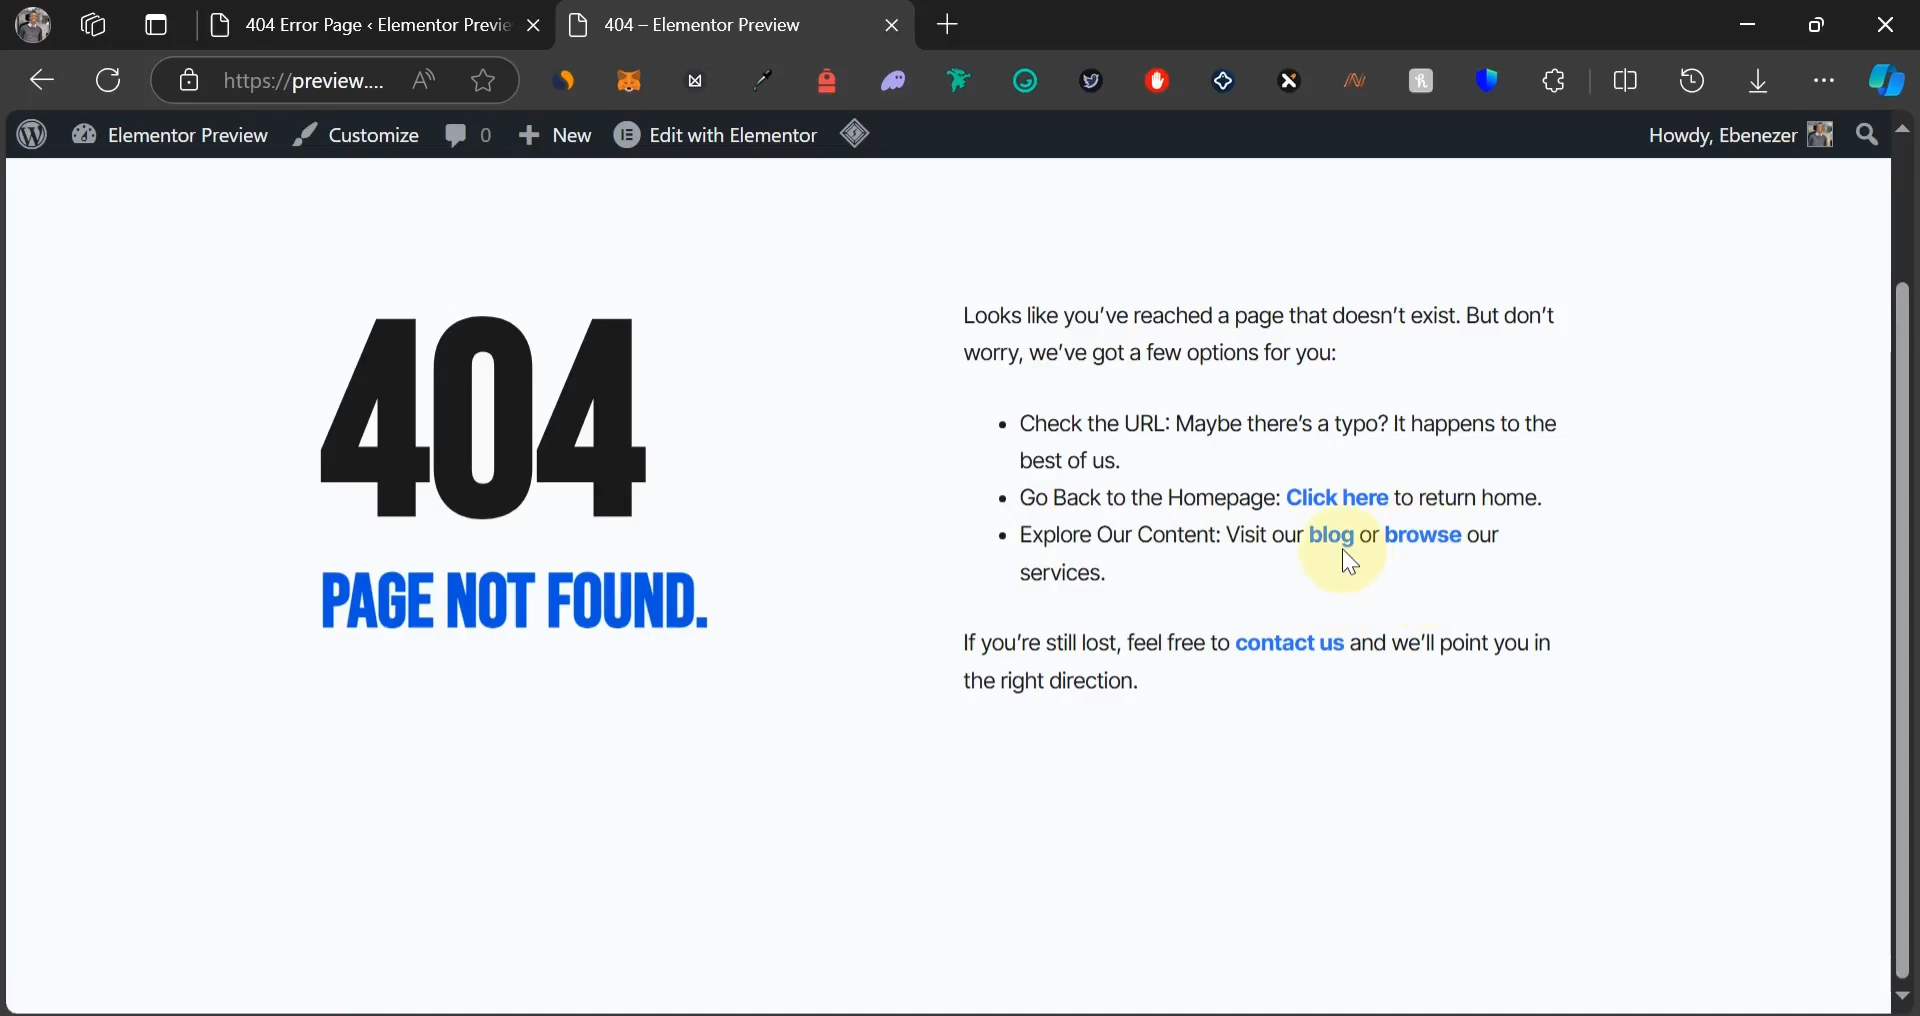 404 Error Page ‹ Elementor Previe
404 – Elementor Preview
https://preview....
Elementor Preview
Customize
0
New
Edit with Elementor
Howdy, Ebenezer
404
PAGE NOT FOUND.
Looks like you've reached a page that doesn't exist. But don't
worry, we've got a few options for you:
• Check the URL: Maybe there's a typo? It happens to the
best of us.
• Go Back to the Homepage: Click here to return home.
• Explore Our Content: Visit our blog or browse our
services.
If you're still lost, feel free to contact us and we'll point you in
the right direction.